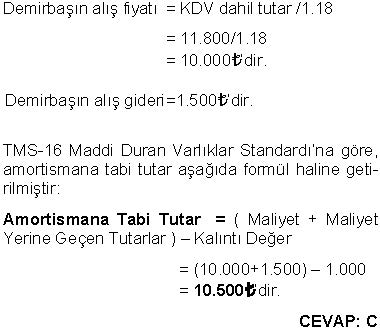 Demirbaşın alış fiyatı = KDV dahil tutar /1.18
= 11.800/1.18
= 10.000₺'dir.
Demirbaşın alış gideri =1.500₺'dir.
TMS-16 Maddi Duran Varlıklar Standardı'na göre,
amortismana tabi tutar aşağıda formül haline geti-
rilmiştir:
Amortismana Tabi Tutar = ( Maliyet + Maliyet
Yerine Geçen Tutarlar ) – Kalıntı Değer
= (10.000+1.500) – 1.000
= 10.500₺'dir.
CEVAP: C